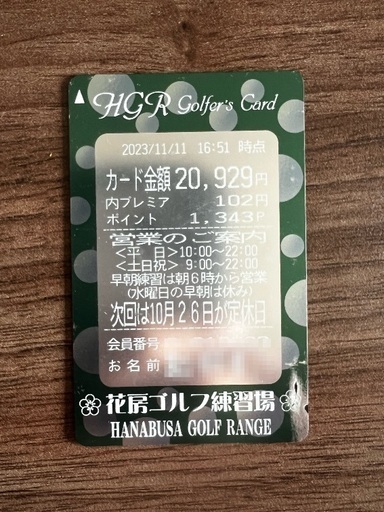 HGR Golfer's Card
2023/11/11 16:51 時点
カード金額 20,929円
内プレミア 102円
ポイント 1,343P
営業のご案内
<平 日>10:00〜22:00
<土日祝> 9:00〜22:00
早朝練習は朝6時から営業
(水曜日の早朝は休み)
次回は10月26日が定休日
会員番号
お名前
花房ゴルフ練習場
HANABUSA GOLF RANGE